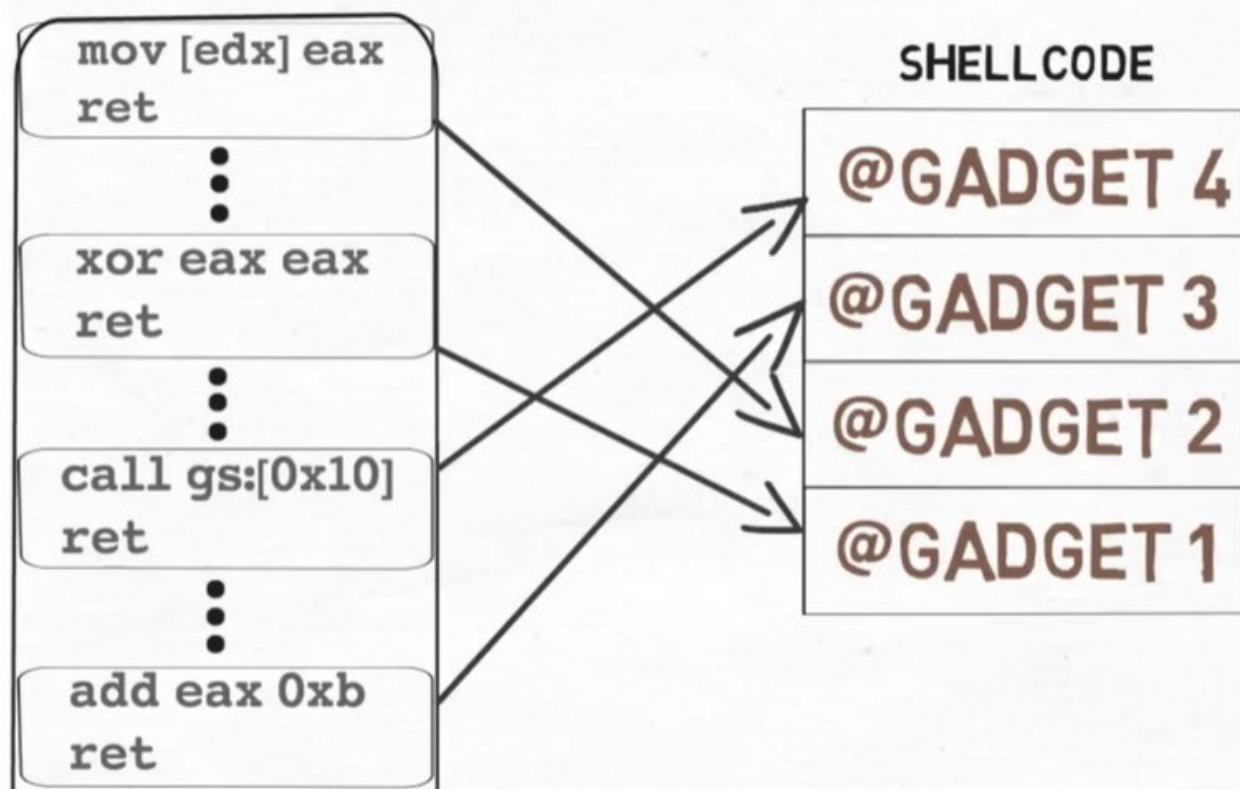 mov [edx] eax
ret
xor eax eax
ret
call gs:[0x10]
ret
add eax 0xb
ret
SHELLCODE
@GADGET 4
@GADGET 3
@GADGET 2
@GADGET 1